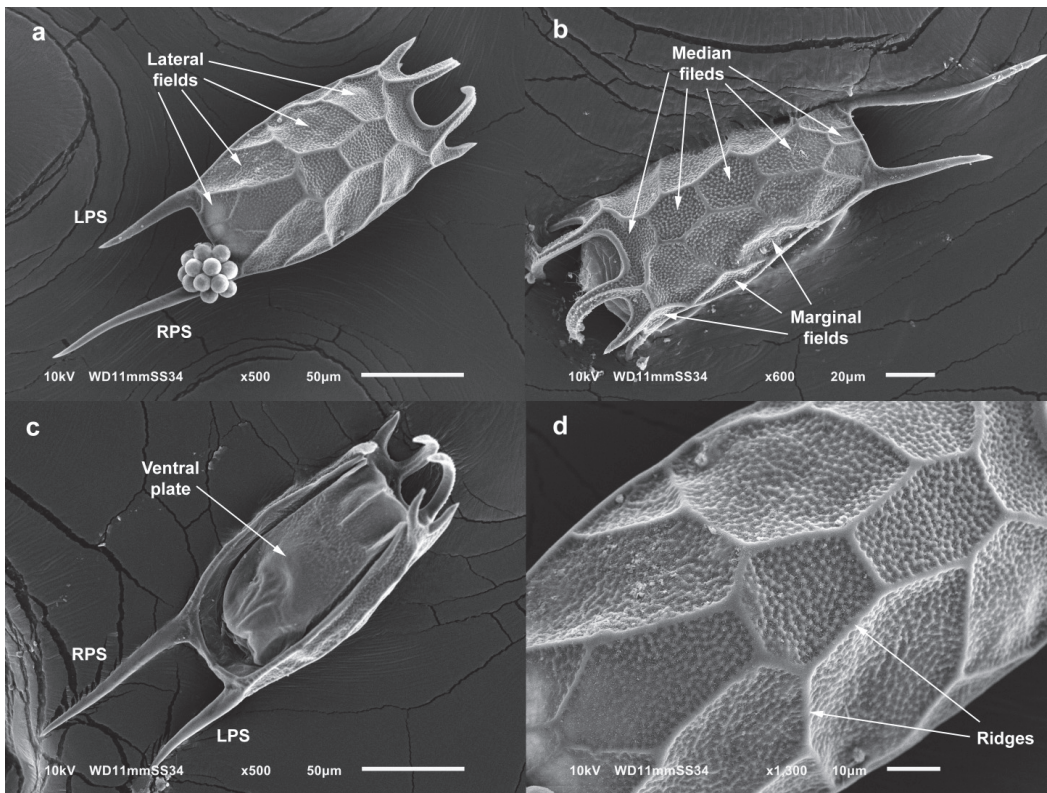 a
Lateral
fields
LPS
RPS
10kV WD11mmSS34 x500 50µm
b
Median
fileds
Marginal
fields
10kV WD11mmSS34 x600 20µm
c
Ventral
plate
RPS
LPS
10kV WD11mmSS34 x500 50µm
d
Ridges
10kV WD11mmSS34 x1,300 10µm